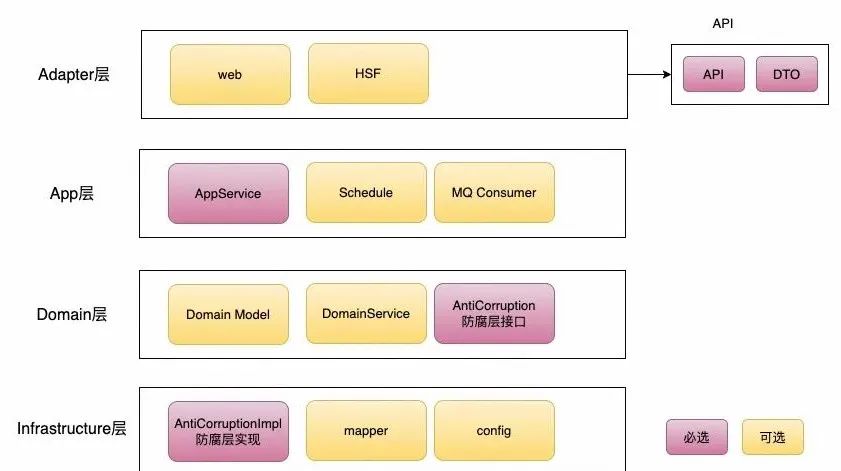 API
Adapter层
web
HSF
API
DTO
App层
AppService
Schedule
MQ Consumer
Domain层
Domain Model
DomainService
AntiCorruption
防腐层接口
Infrastructure层
AntiCorruptionImpl
防腐层实现
mapper
config
必选
可选